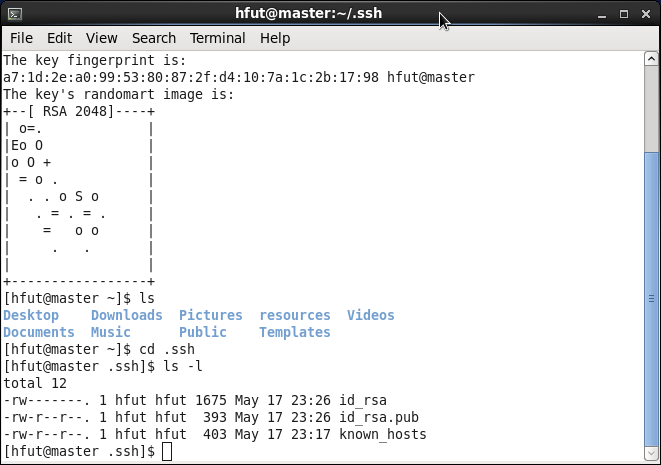 hfut@master:~/.ssh
File Edit View Search Terminal Help
The key fingerprint is:
a7:1d:2e:a0:99:53:80:87:2f:d4:10:7a:1c:2b:17:98 hfut@master
The key's randomart image is:
+--[ RSA 2048]----+
| o=.             |
|Eo O             |
|o O +            |
| = o .           |
|  . . o S o      |
|   . = . = .     |
|    =   o o      |
|     .   .       |
|                 |
+-----------------+
[hfut@master ~]$ ls
Desktop    Downloads  Pictures  resources  Videos
Documents  Music      Public    Templates
[hfut@master ~]$ cd .ssh
[hfut@master .ssh]$ ls -l
total 12
-rw-------. 1 hfut hfut 1675 May 17 23:26 id_rsa
-rw-r--r--. 1 hfut hfut  393 May 17 23:26 id_rsa.pub
-rw-r--r--. 1 hfut hfut  403 May 17 23:17 known_hosts
[hfut@master .ssh]$